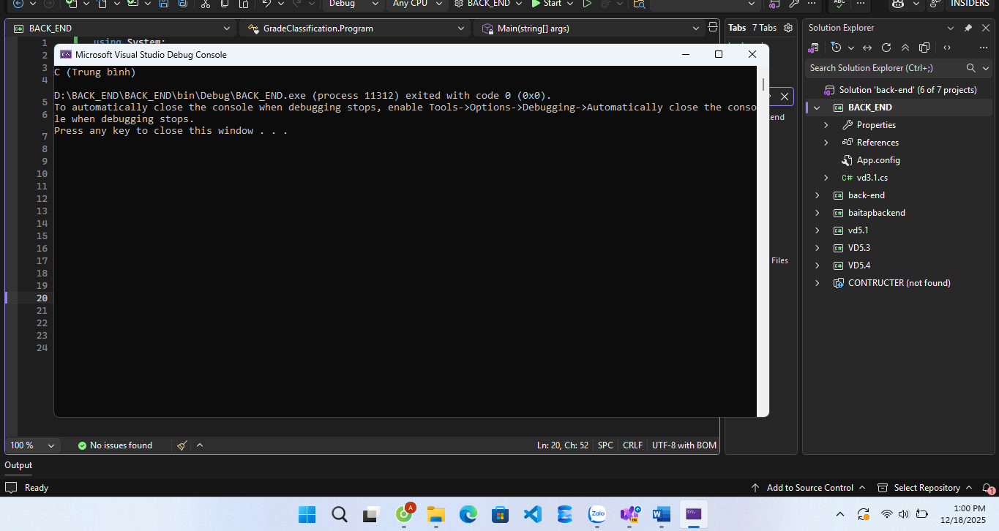 Debug
Any CPU
BACK_END
Start
ABC
INSIDERS
BACK_END
GradeClassification.Program
Main(string[] args)
Tabs 7 Tabs
Solution Explorer
1
using System;
Microsoft Visual Studio Debug Console
Search Solution Explorer (Ctrl+;)
C (Trung bình)
D:\BACK_END\BACK_END\bin\Debug\BACK_END.exe (process 11312) exited with code 0 (0x0).
To automatically close the console when debugging stops, enable Tools->Options->Debugging->Automatically close the conso
le when debugging stops.
Press any key to close this window . . .
2
3
4
5
6
7
8
9
10
11
12
13
14
15
16
17
18
19
20
21
22
23
24
end
Files
Solution 'back-end' (6 of 7 projects)
BACK_END
Properties
References
App.config
C# vd3.1.cs
C# back-end
C# baitapbackend
C# vd5.1
C# VD5.3
C# VD5.4
CONTRUCTER (not found)
100 %
No issues found
Ln: 20, Ch: 52
SPC
CRLF
UTF-8 with BOM
Output
Ready
Add to Source Control
Select Repository
1
A
Zalo
IN
W
1:00 PM
12/18/2025